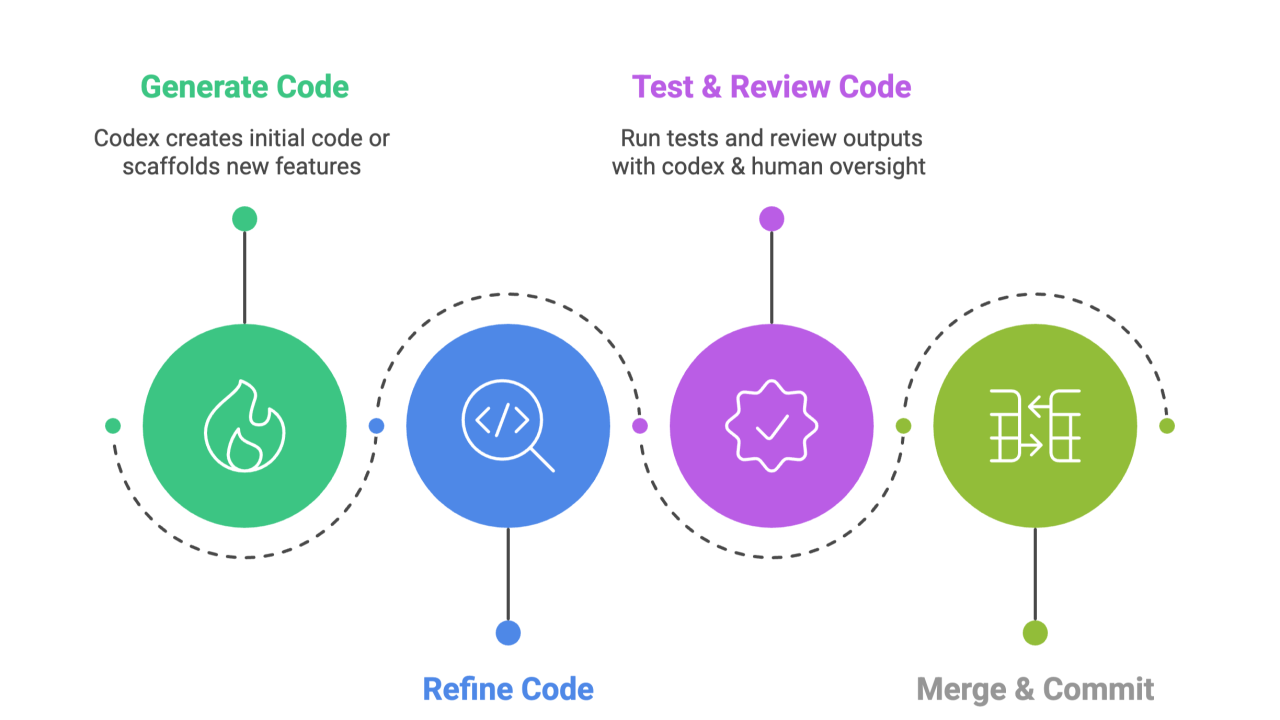 Generate Code
Codex creates initial code or
scaffolds new features
Test & Review Code
Run tests and review outputs
with codex & human oversight
</>
Refine Code
Merge & Commit